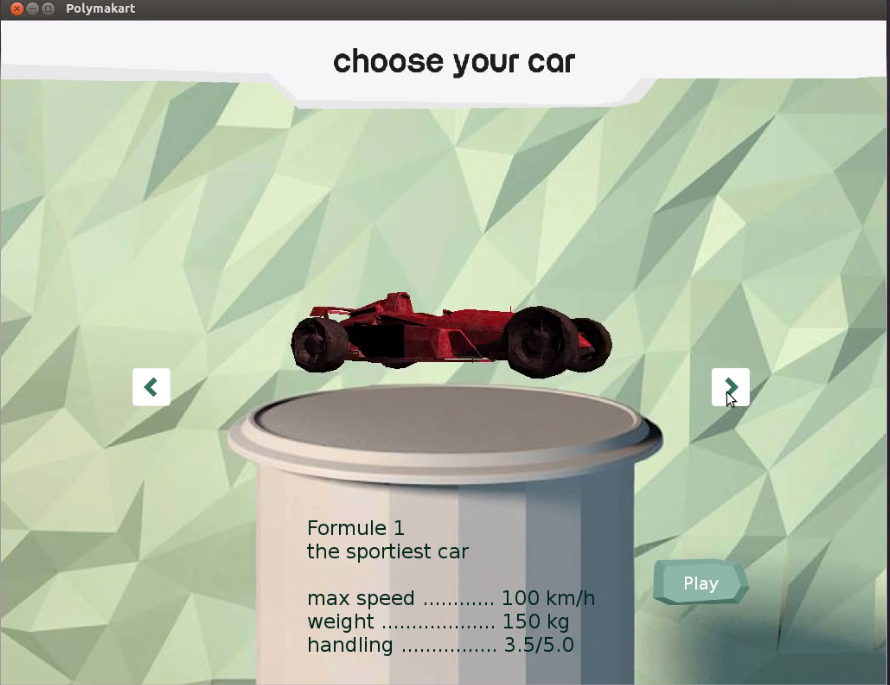 Polymakart
choose your car
Formule 1
the sportiest car
max speed ............ 100 km/h
weight ................... 150 kg
handling ................ 3.5/5.0
Play